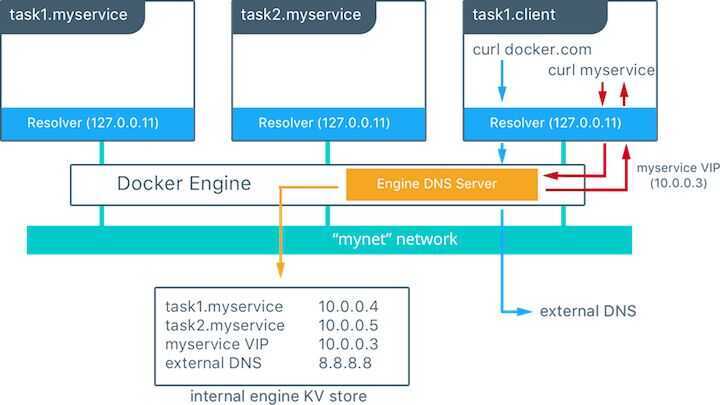 task1.myservice
task2.myservice
task1.client
curl docker.com
curl myservice
Resolver (127.0.0.11)
Resolver (127.0.0.11)
Resolver (127.0.0.11)
Docker Engine
Engine DNS Server
myservice VIP
(10.0.0.3)
“mynet” network
task1.myservice 10.0.0.4
task2.myservice 10.0.0.5
myservice VIP 10.0.0.3
external DNS 8.8.8.8
external DNS
internal engine KV store